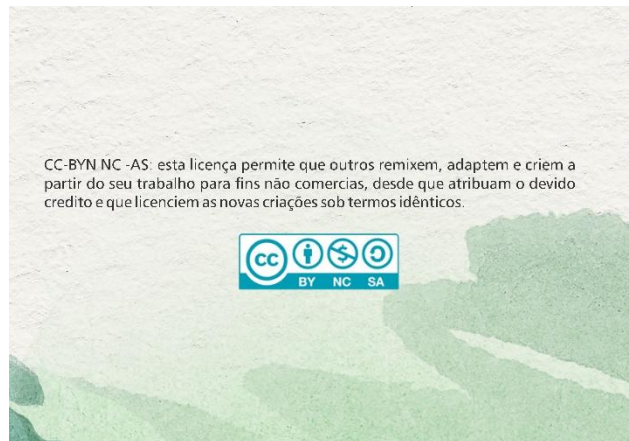 CC-BYN NC -AS: esta licença permite que outros remixem, adaptem e criem a
partir do seu trabalho para fins não comercias, desde que atribuam o devido
credito e que licenciem as novas criações sob termos idênticos.
cc
BY NC SA